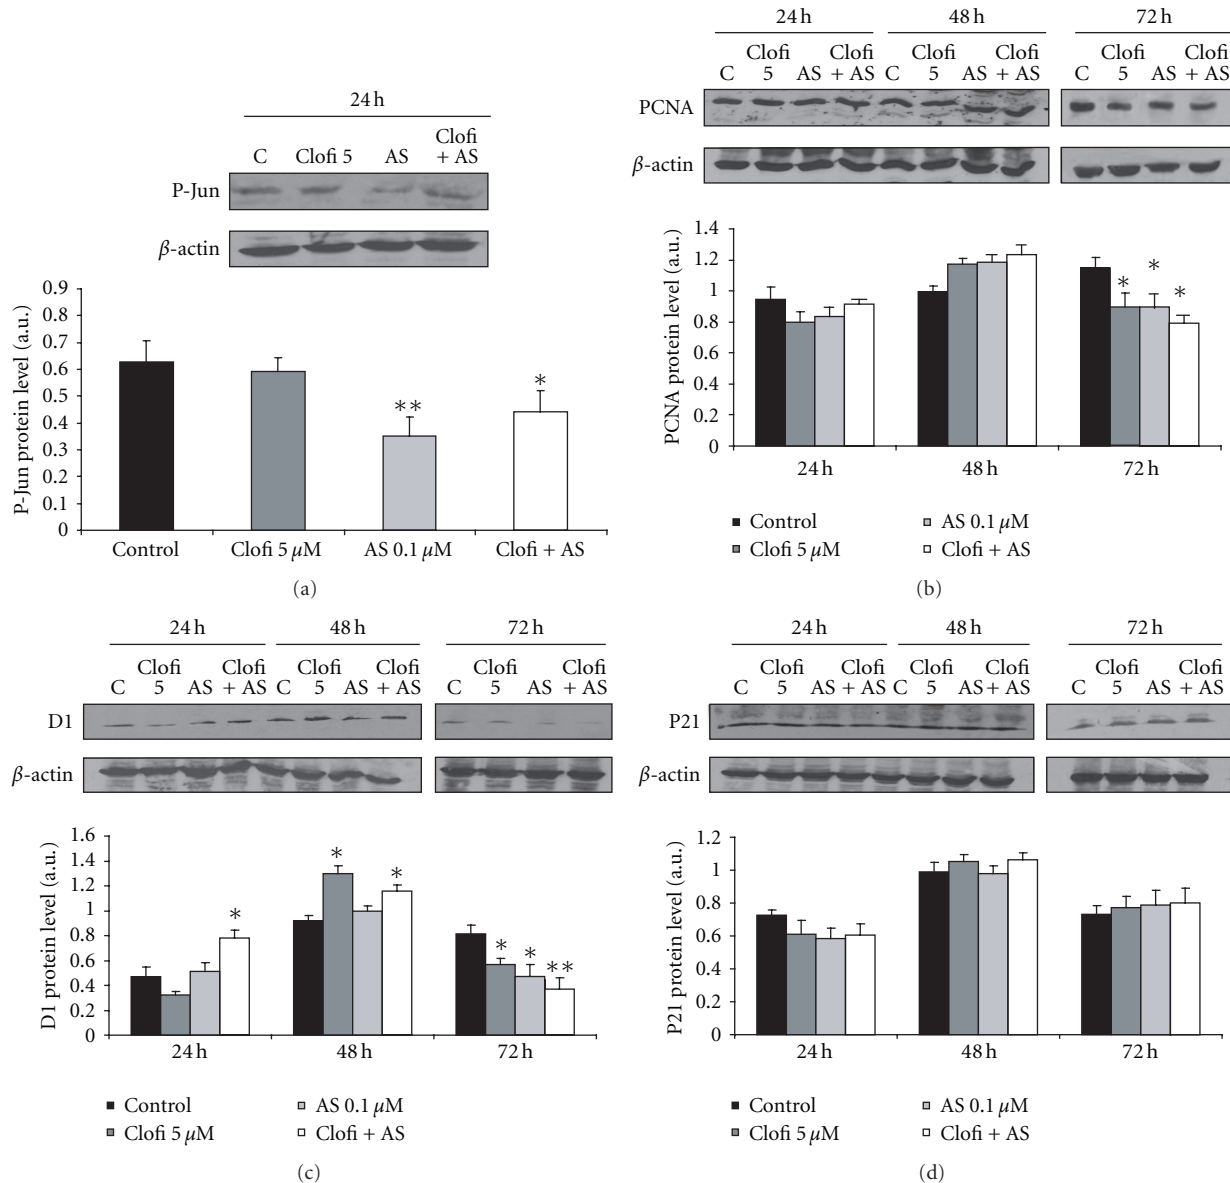 24 h
C Clofi 5 AS Clofi + AS
P-Jun
β-actin
P-Jun protein level (a.u.)
0.9
0.8
0.7
0.6
0.5
0.4
0.3
0.2
0.1
0
**
*
Control Clofi 5 μM AS 0.1 μM Clofi + AS
(a)
24 h 48 h 72 h
C Clofi 5 AS Clofi + AS C Clofi 5 AS Clofi + AS C Clofi 5 AS Clofi + AS
PCNA
β-actin
PCNA protein level (a.u.)
1.4
1.2
1
0.8
0.6
0.4
0.2
0
* * *
24 h 48 h 72 h
Control AS 0.1 μM
Clofi 5 μM Clofi + AS
(b)
24 h 48 h 72 h
C Clofi 5 AS Clofi + AS C Clofi 5 AS Clofi + AS C Clofi 5 AS Clofi + AS
D1
β-actin
D1 protein level (a.u.)
1.6
1.4
1.2
1
0.8
0.6
0.4
0.2
0
* * * * * **
24 h 48 h 72 h
Control AS 0.1 μM
Clofi 5 μM Clofi + AS
(c)
24 h 48 h 72 h
C Clofi 5 AS Clofi + AS C Clofi 5 AS Clofi + AS C Clofi 5 AS Clofi + AS
P21
β-actin
P21 protein level (a.u.)
1.2
1
0.8
0.6
0.4
0.2
0
24 h 48 h 72 h
Control AS 0.1 μM
Clofi 5 μM Clofi + AS
(d)